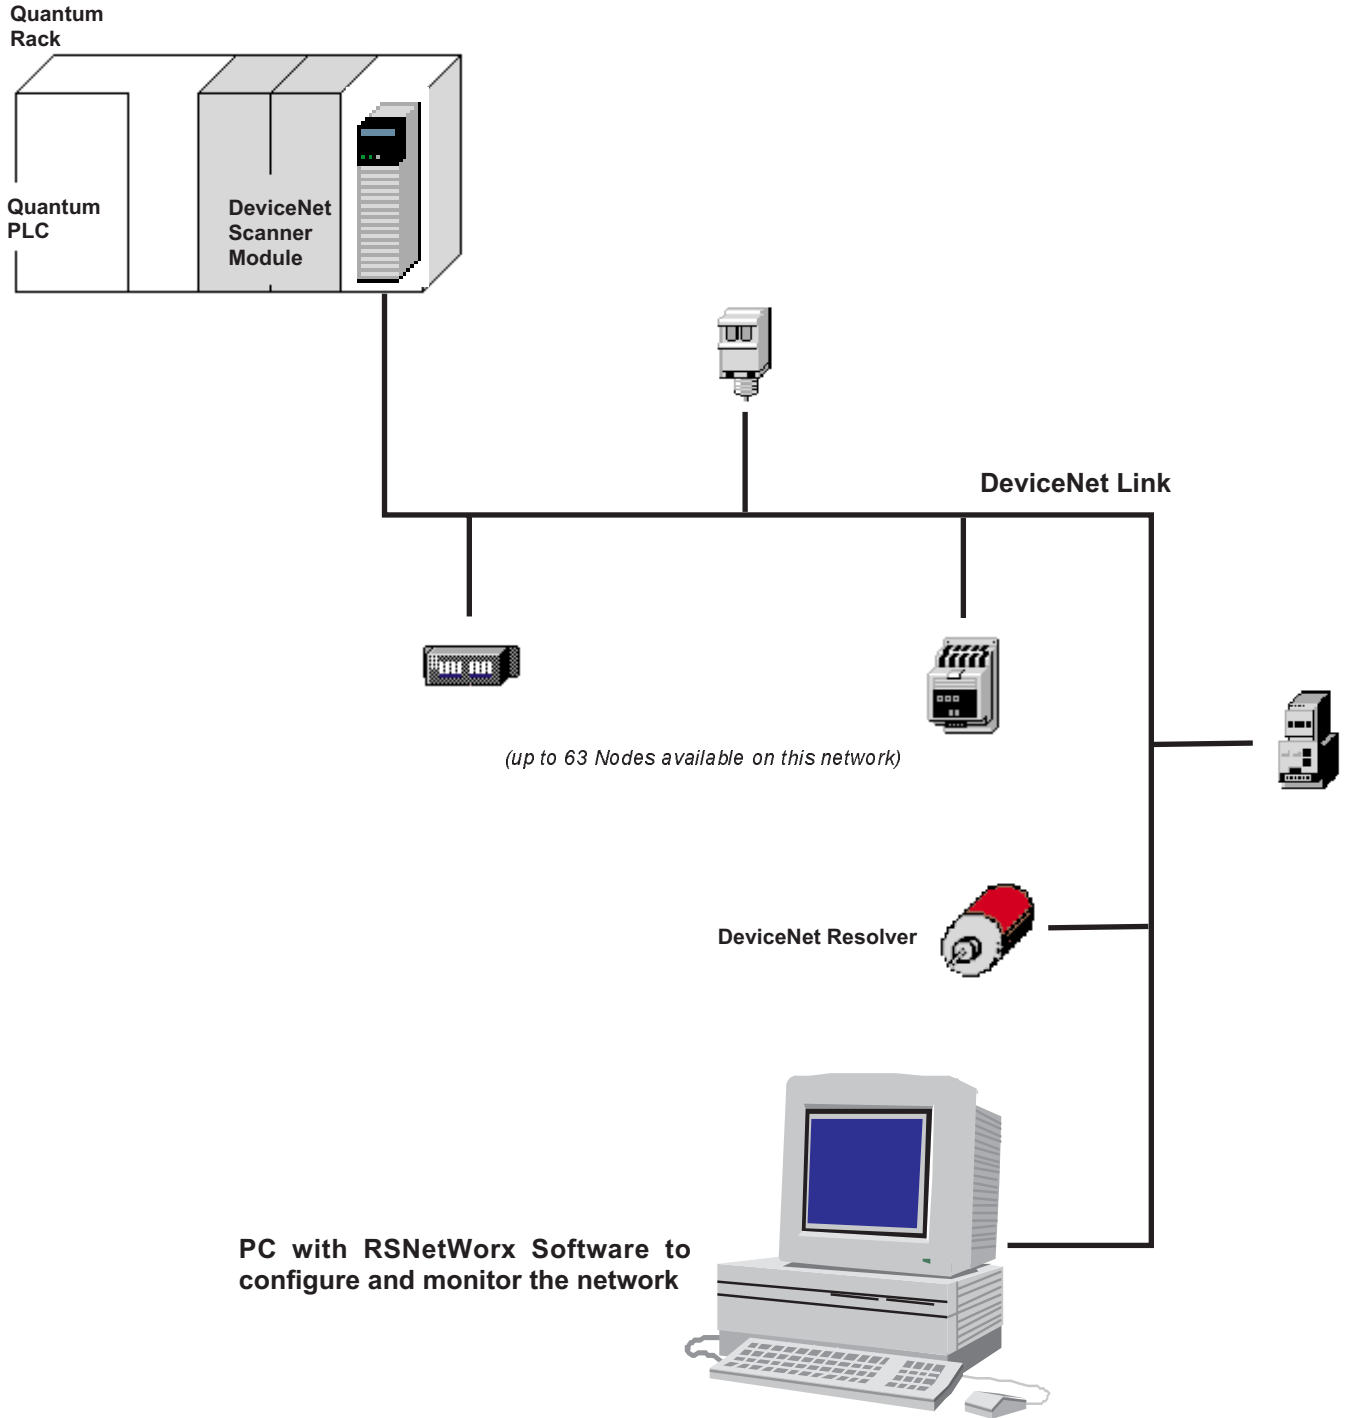 Quantum
Rack
Quantum
PLC
DeviceNet
Scanner
Module
DeviceNet Link
(up to 63 Nodes available on this network)
DeviceNet Resolver
PC with RSNetWorx Software to
configure and monitor the network